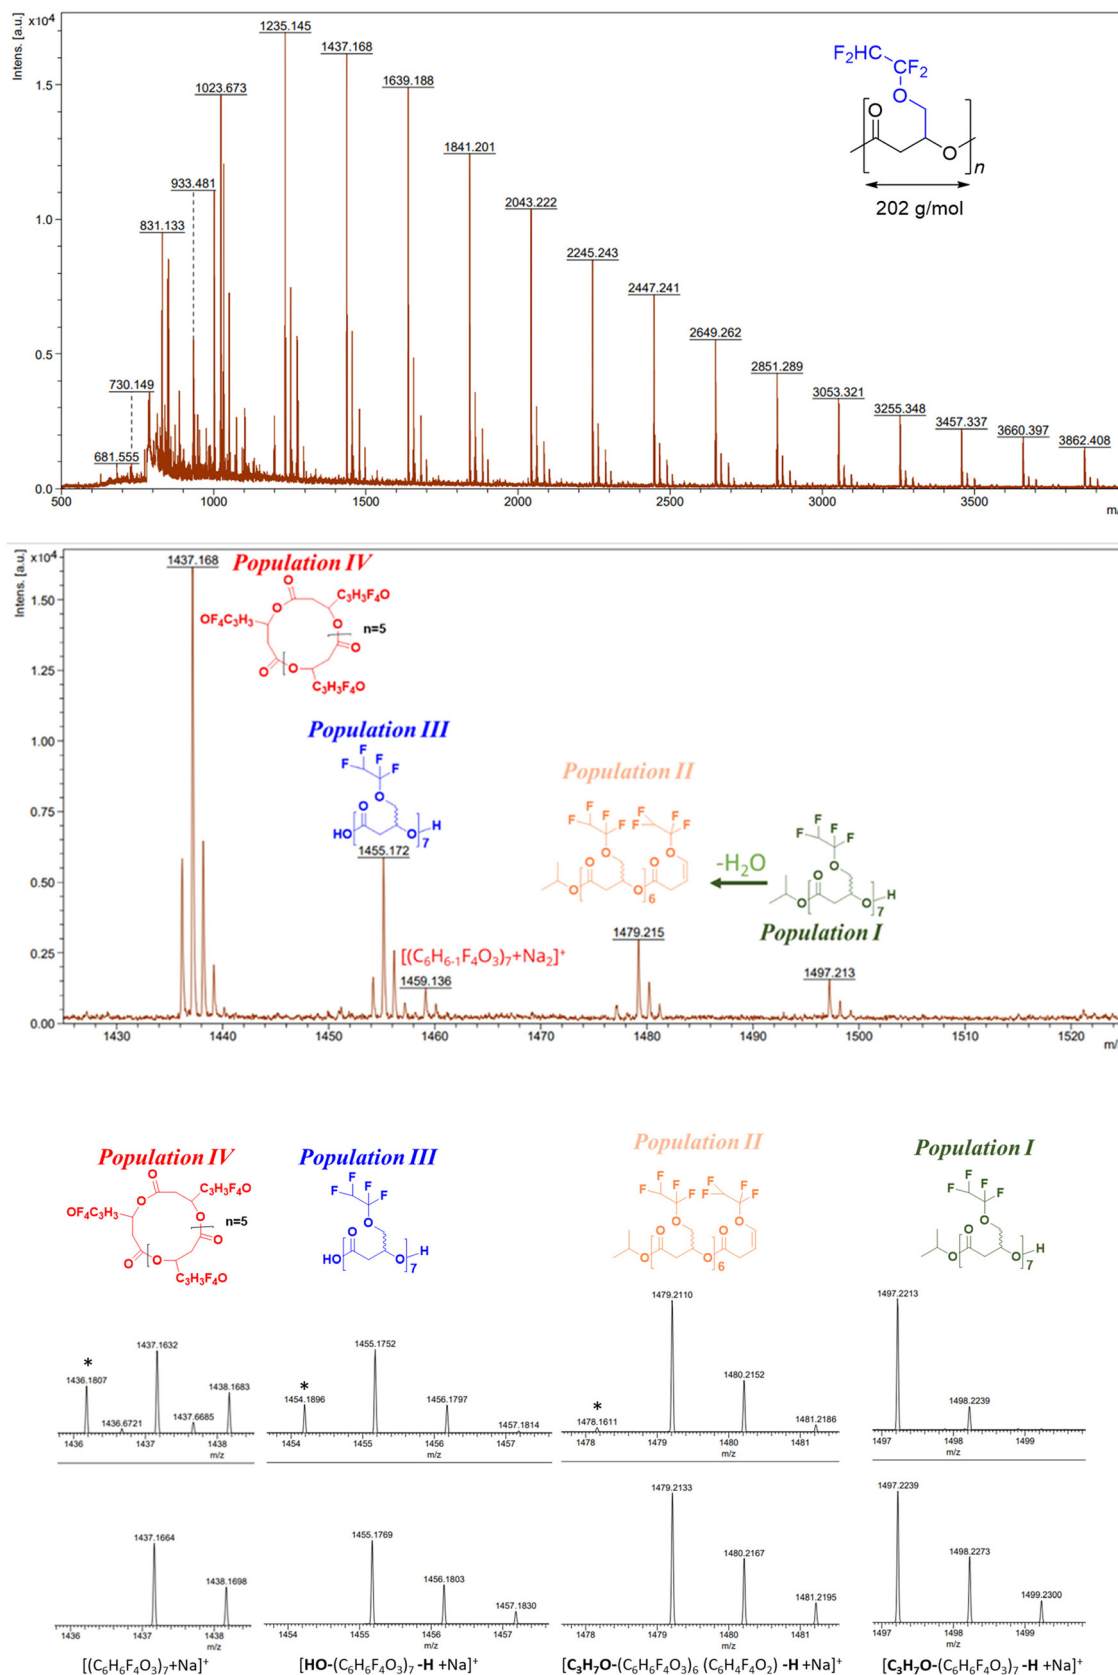 x10⁴
Intens. [a.u.]
1.5
1.0
0.5
0.0
1235.145
1437.168
1023.673
1639.188
1841.201
933.481
2043.222
831.133
2245.243
2447.241
2649.262
2851.289
730.149
3053.321
3255.348
3457.337
3660.397
3862.408
681.555
500 1000 1500 2000 2500 3000 3500
m/
F₂HC
CF₂
O
O
O
n
202 g/mol
x10⁴
Intens. [a.u.]
1.50
1.25
1.00
0.75
0.50
0.25
0.00
1437.168
Population IV
O
C₃H₃F₄O
O
OF₄C₃H₃
O
n=5
O
O
O
C₃H₃F₄O
Population III
F
F F F
O
O
HO O H
7
1455.172
[(C₆H₆₋₁F₄O₃)₇+Na₂]⁺
1459.136
Population II
F F
F F F F F F
O O
O O
O O
6
1479.215
-H₂O
F F
F F
O
O
O O H
7
Population I
1497.213
1430 1440 1450 1460 1470 1480 1490 1500 1510 1520
m/
Population IV
O
C₃H₃F₄O
O
OF₄C₃H₃
O
n=5
O
O
O
C₃H₃F₄O
*
1436.1807
1436.6721
1437.1632
1437.6685
1438.1683
1436 1437 1438
m/z
1437.1664
1438.1698
1436 1437 1438
m/z
[(C₆H₆F₄O₃)₇+Na]⁺
Population III
F
F F F
O
O
HO O H
7
*
1454.1896
1455.1752
1456.1797
1457.1814
1454 1455 1456 1457
m/z
1455.1769
1456.1803
1457.1830
1454 1455 1456 1457
m/z
[HO-(C₆H₆F₄O₃)₇ -H +Na]⁺
Population II
F F
F F F F F F
O O
O O
O O
6
*
1478.1611
1479.2110
1480.2152
1481.2186
1478 1479 1480 1481
m/z
1479.2133
1480.2167
1481.2195
1478 1479 1480 1481
m/z
[C₃H₇O-(C₆H₆F₄O₃)₆ (C₆H₄F₄O₂) -H +Na]⁺
Population I
F F
F F
O
O
O O H
7
1497.2213
1498.2239
1497 1498 1499
m/z
1497.2239
1498.2273
1499.2300
1497 1498 1499
m/z
[C₃H₇O-(C₆H₆F₄O₃)₇ -H +Na]⁺